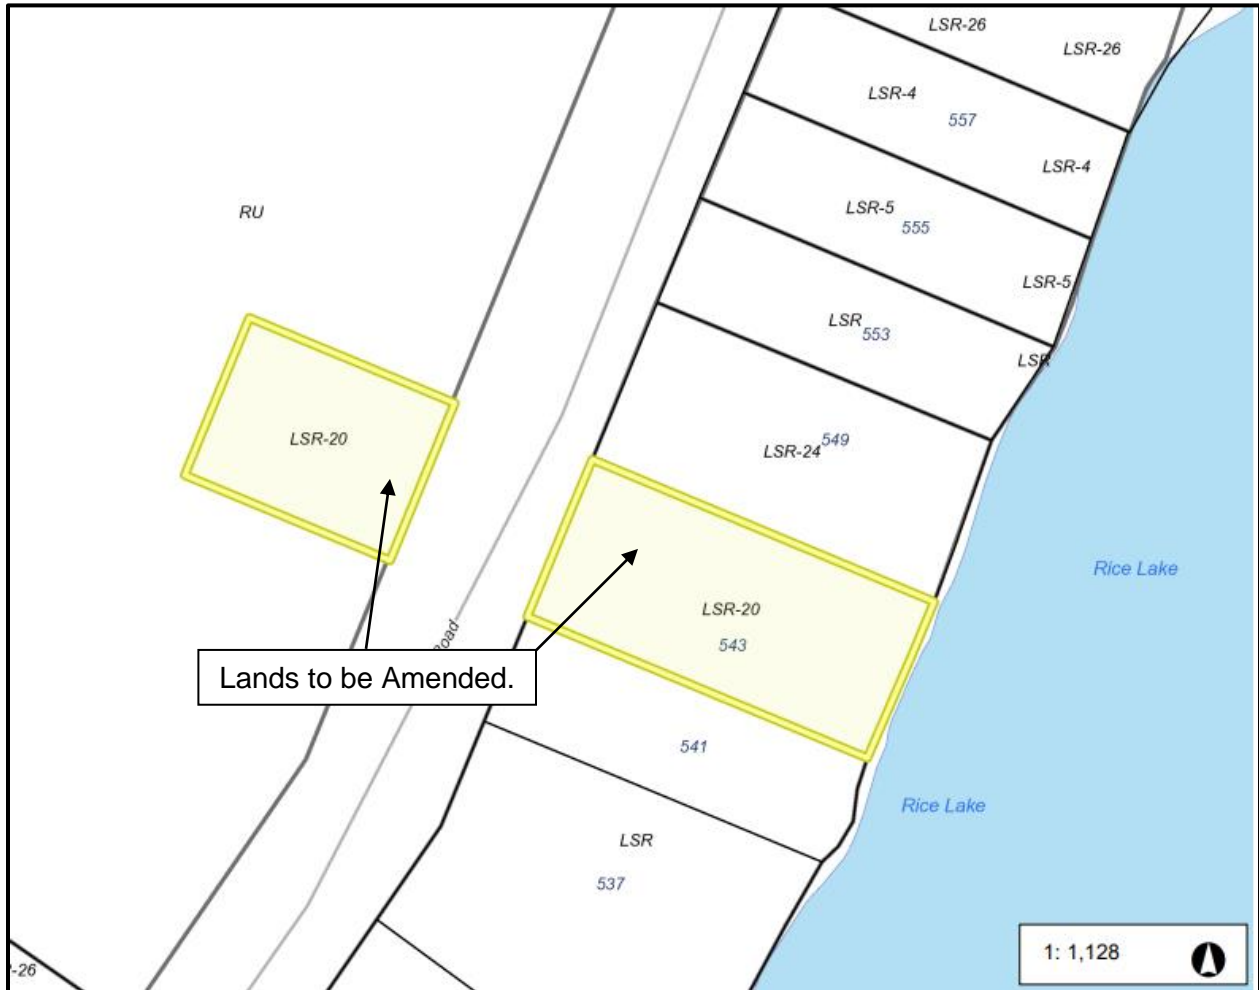 LSR-26
LSR-26
LSR-4
557
LSR-4
RU
LSR-5
555
LSR-5
LSR
553
LSR
LSR-20
549
LSR-24
Rice Lake
LSR-20
Road
543
Lands to be Amended.
541
Rice Lake
LSR
537
1: 1,128
-26